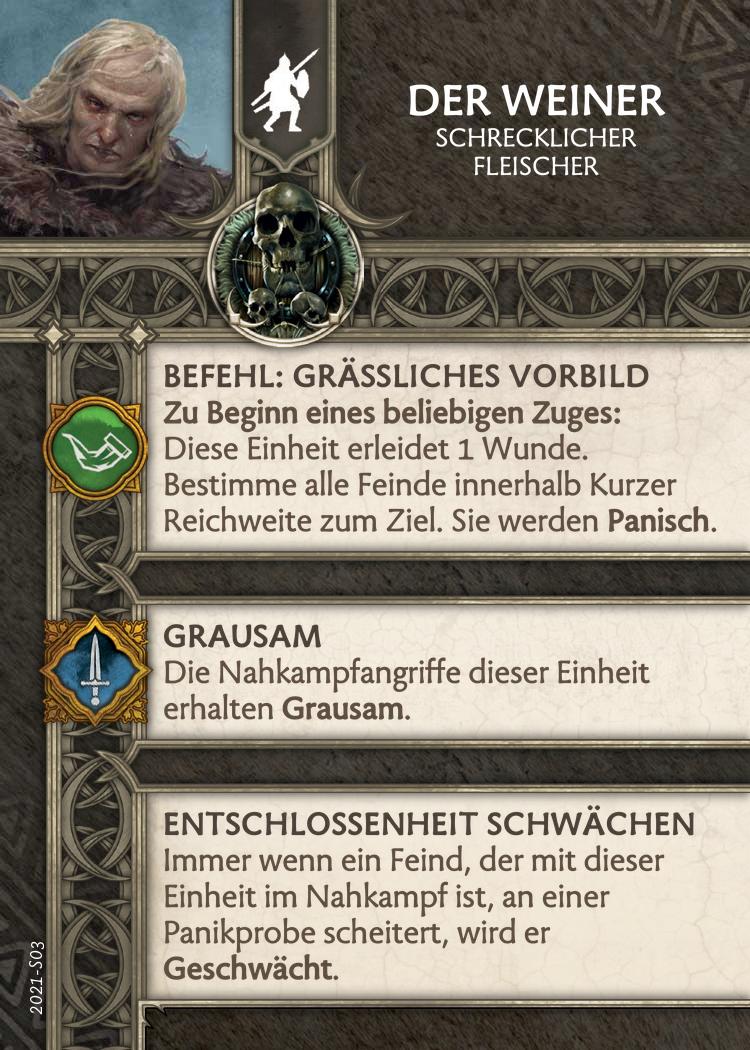 DER WEINER
SCHRECKLICHER
FLEISCHER
BEFEHL: GRÄSSLICHES VORBILD
Zu Beginn eines beliebigen Zuges:
Diese Einheit erleidet 1 Wunde.
Bestimme alle Feinde innerhalb Kurzer
Reichweite zum Ziel. Sie werden Panisch.
GRAUSAM
Die Nahkampfangriffe dieser Einheit
erhalten Grausam.
ENTSCHLOSSENHEIT SCHWÄCHEN
Immer wenn ein Feind, der mit dieser
Einheit im Nahkampf ist, an einer
Panikprobe scheitert, wird er
Geschwächt.
2021-S03